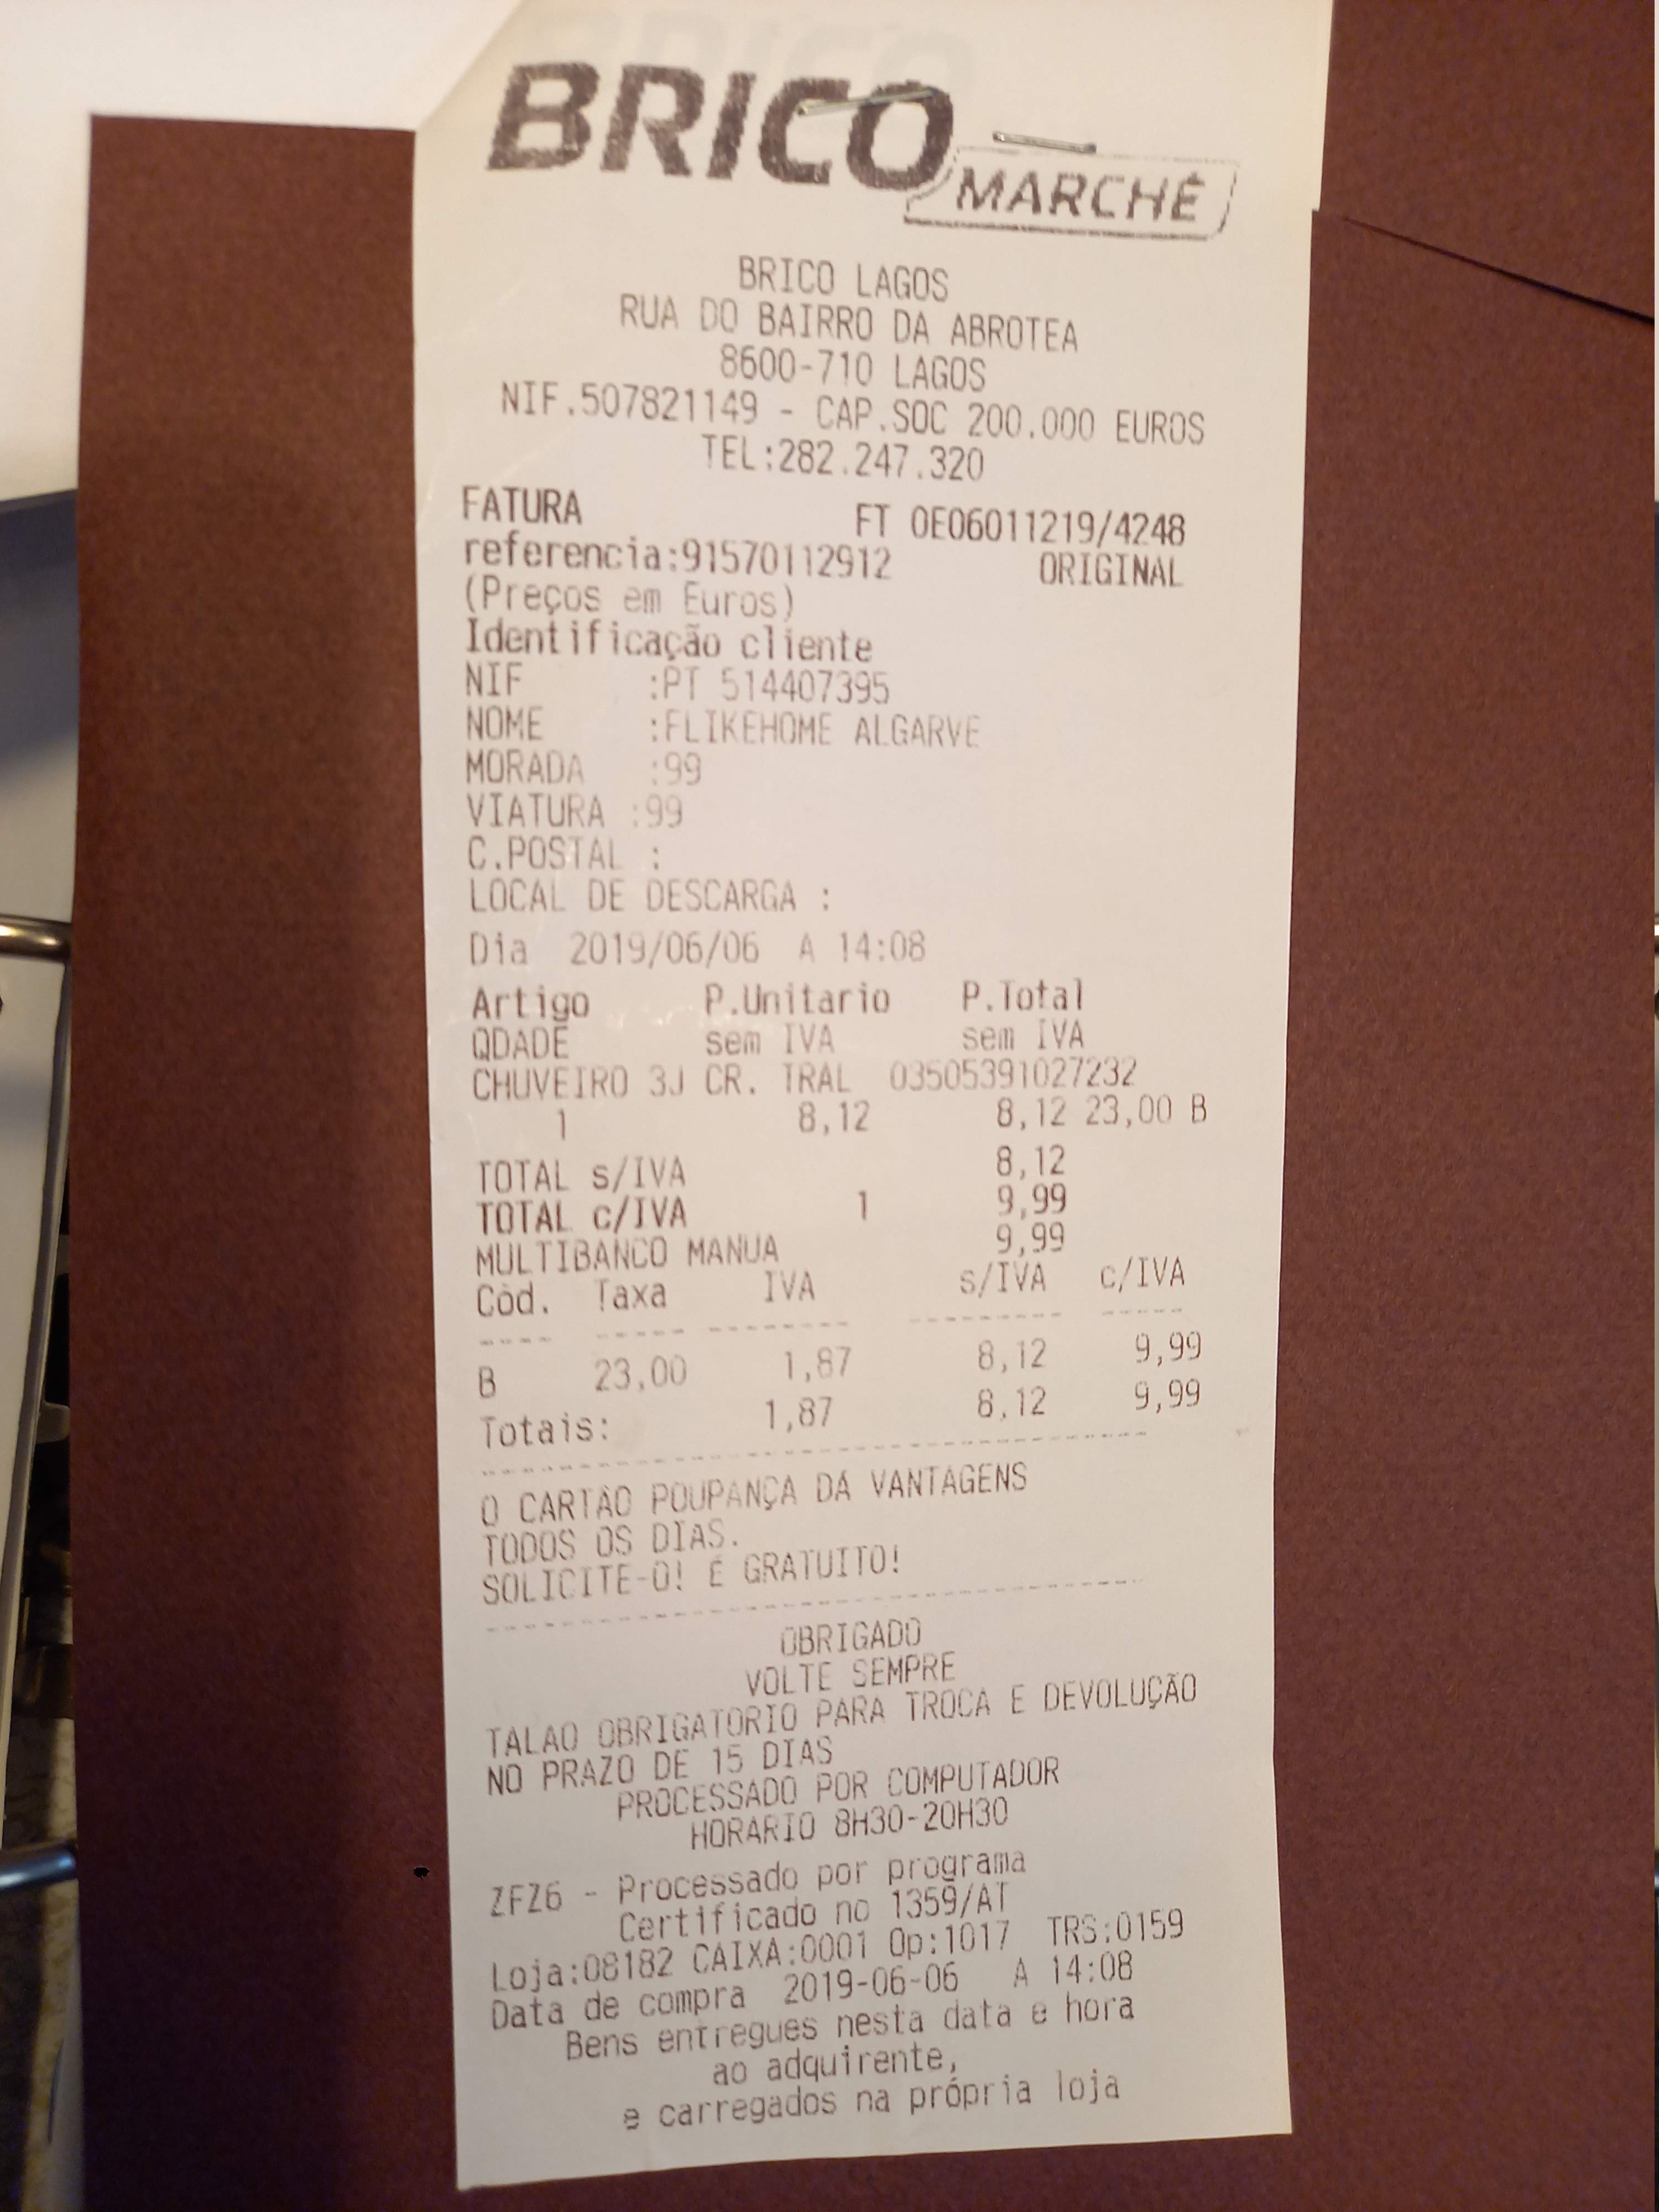 BRICO
MARCHÉ
BRICO LAGOS
RUA DO BAIRRO DA ABROTEA
8600-710 LAGOS
NIF.507821149 - CAP.SOC 200.000 EUROS
TEL:282.247.320
FATURA FT 0E06011219/4248
referencia:91570112912 ORIGINAL
(Preços em Euros)
Identificação cliente
NIF :PT 514407395
NOME :FLIKEHOME ALGARVE
MORADA :99
VIATURA :99
C.POSTAL :
LOCAL DE DESCARGA :
Dia 2019/06/06 A 14:08
Artigo P.Unitario P.Total
QDADE sem IVA sem IVA
CHUVEIRO 3J CR. TRAL 03505391027232
1 8,12 8,12 23,00 B
TOTAL s/IVA 8,12
TOTAL c/IVA 1 9,99
MULTIBANCO MANUA 9,99
Cód. Taxa IVA s/IVA c/IVA
---- ----- -------- --------- -----
B 23,00 1,87 8,12 9,99
Totais: 1,87 8,12 9,99
O CARTÃO POUPANÇA DÁ VANTAGENS
TODOS OS DIAS.
SOLICITE-O! É GRATUITO!
OBRIGADO
VOLTE SEMPRE
TALAO OBRIGATORIO PARA TROCA E DEVOLUÇÃO
NO PRAZO DE 15 DIAS
PROCESSADO POR COMPUTADOR
HORARIO 8H30-20H30
ZFZ6 - Processado por programa
Certificado no 1359/AT
Loja:08182 CAIXA:0001 Op:1017 TRS:0159
Data de compra 2019-06-06 A 14:08
Bens entregues nesta data e hora
ao adquirente,
e carregados na própria loja